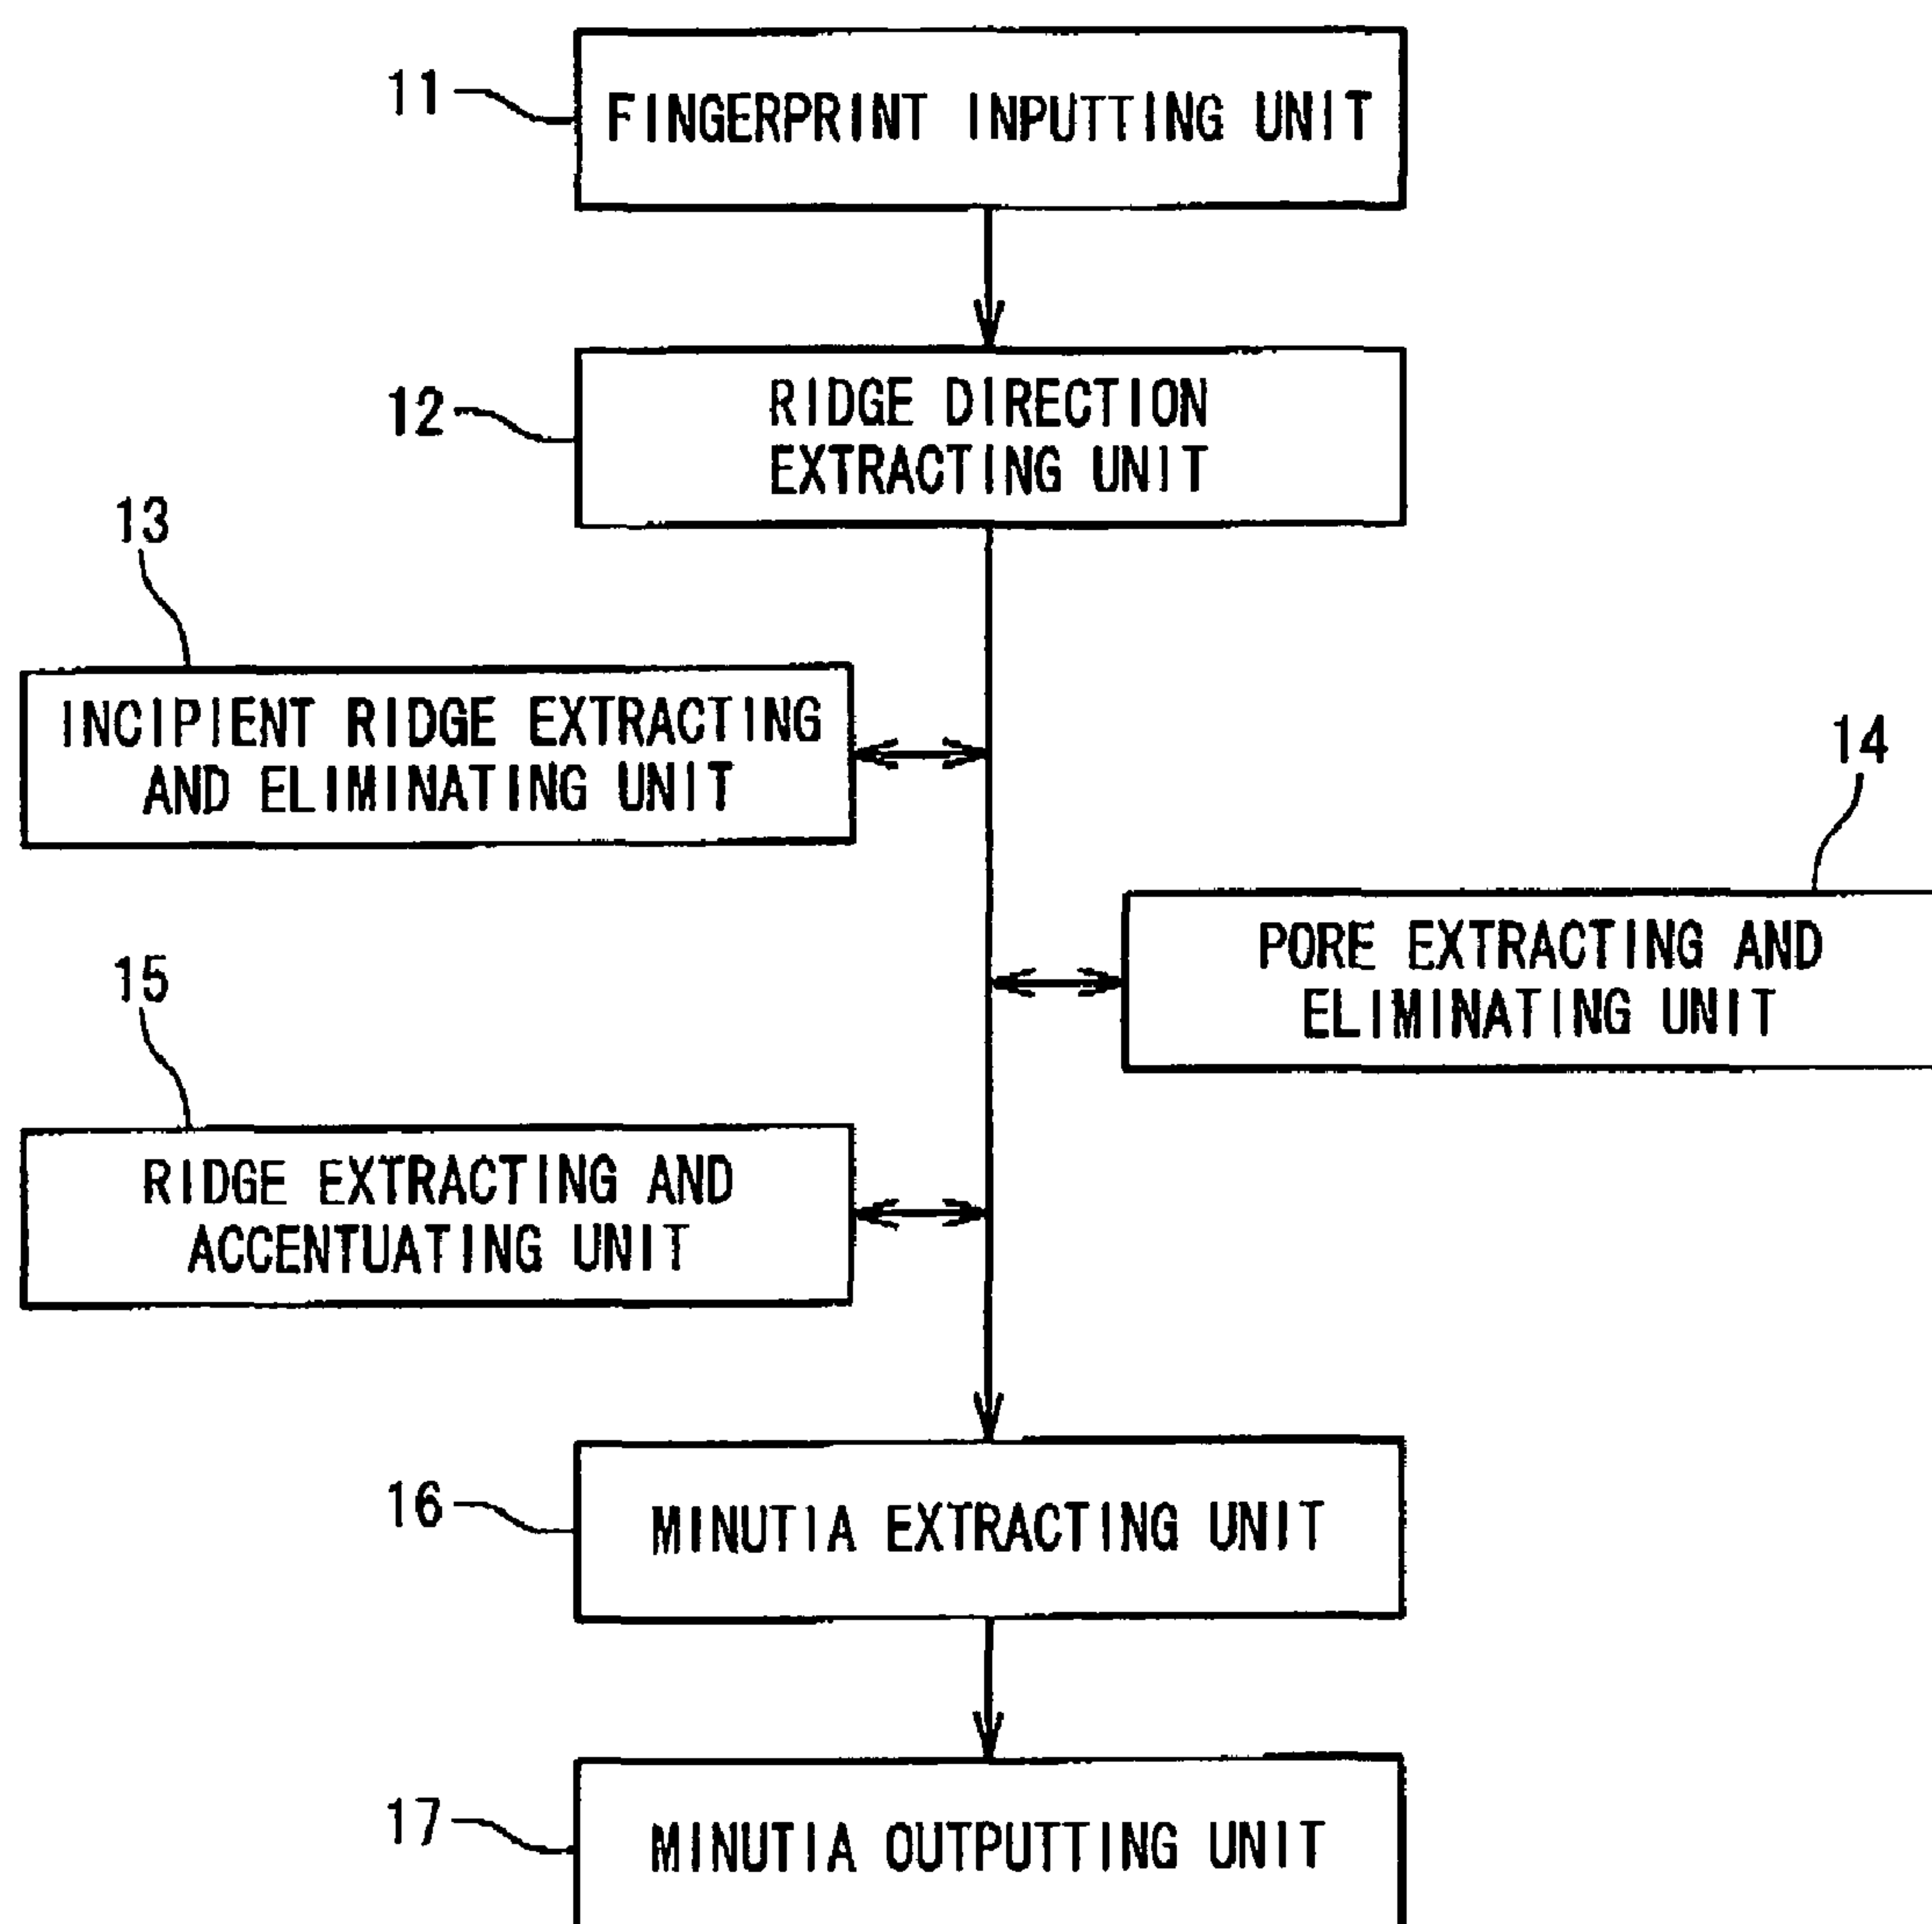 11
FINGERPRINT INPUTTING UNIT
12
RIDGE DIRECTION
EXTRACTING UNIT
13
INCIPIENT RIDGE EXTRACTING
AND ELIMINATING UNIT
14
PORE EXTRACTING AND
ELIMINATING UNIT
15
RIDGE EXTRACTING AND
ACCENTUATING UNIT
16
MINUTIA EXTRACTING UNIT
17
MINUTIA OUTPUTTING UNIT